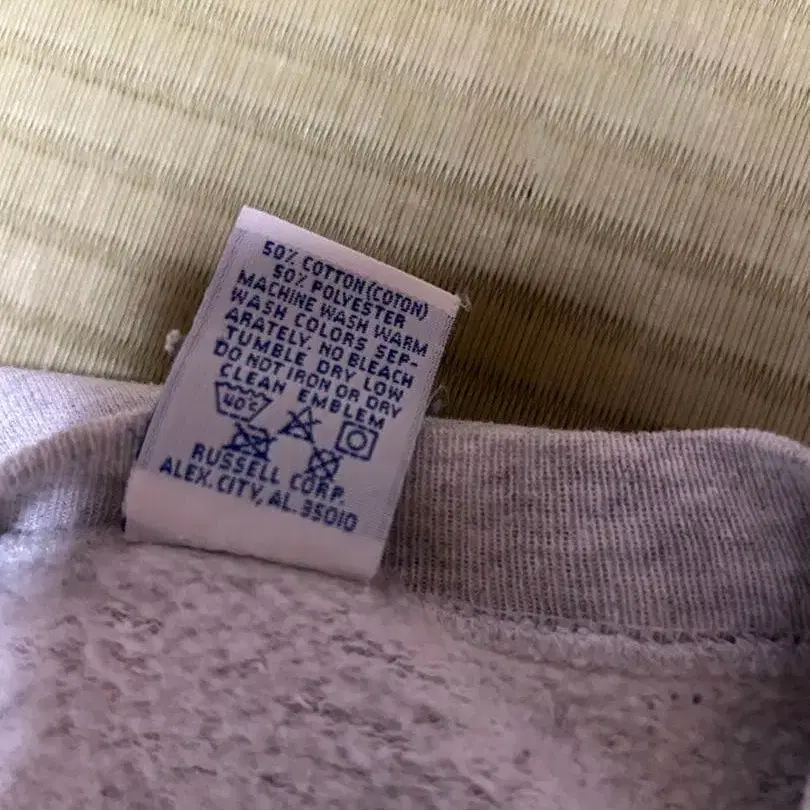 50% COTTON (COTON)
50% POLYESTER
MACHINE WASH WARM
WASH COLORS SEP-
ARATELY. NO BLEACH
TUMBLE DRY LOW
DO NOT IRON OR DRY
CLEAN EMBLEM
40°C
RUSSELL CORP.
ALEX. CITY, AL. 35010